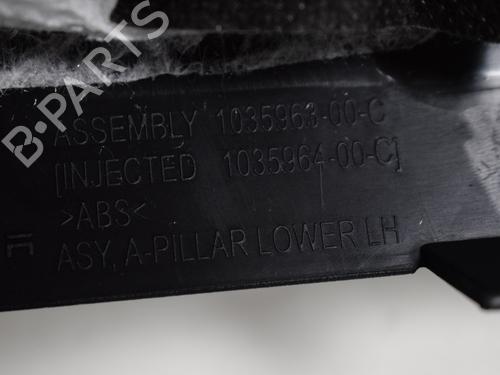 B-PARTS
ASSEMBLY 1035963-00-C
[INJECTED 1035964-00-C]
>ABS<
ASY, A-PILLAR LOWER LH